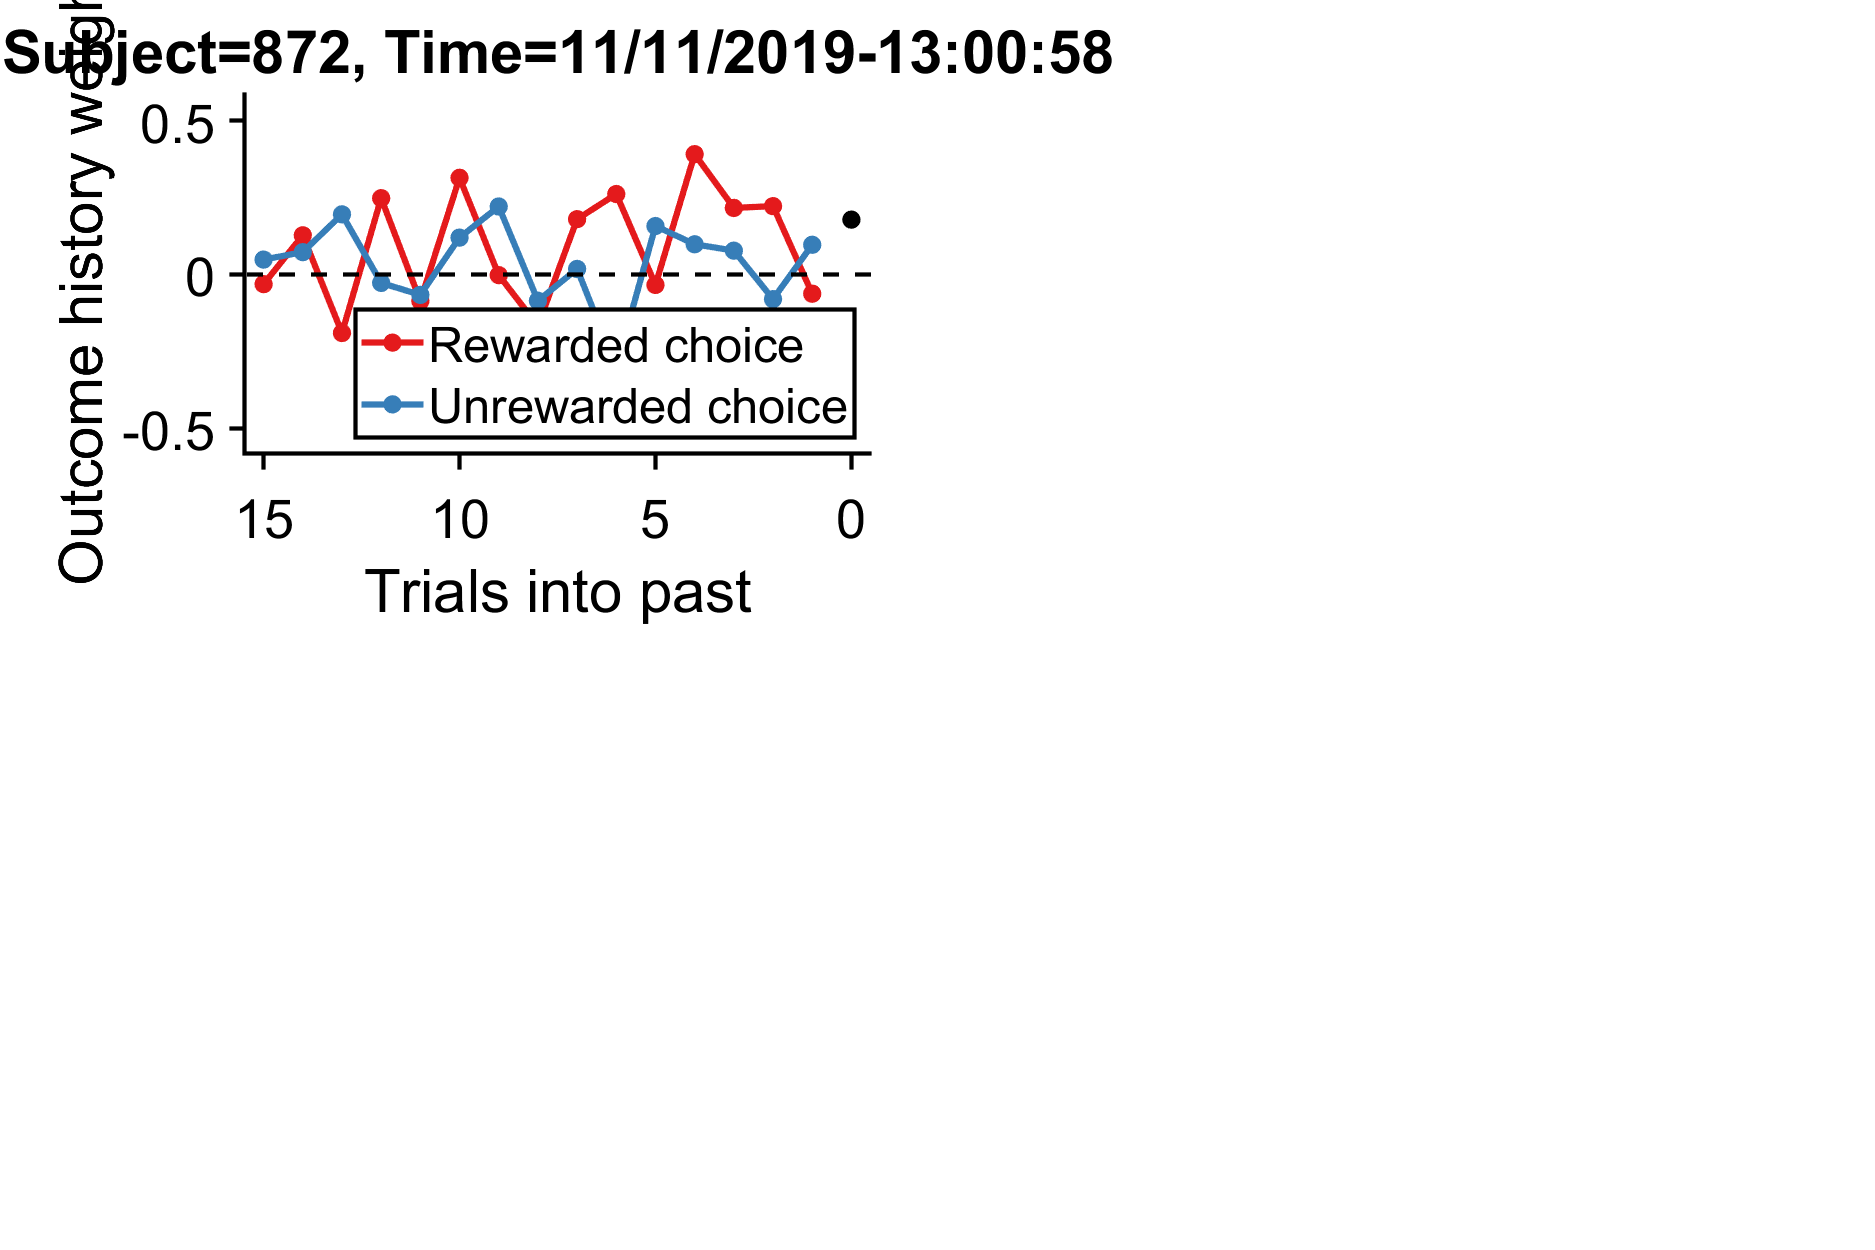 Subject=872, Time=11/11/2019-13:00:58
Outcome history
0.5
0
-0.5
Rewarded choice
Unrewarded choice
15 10 5 0
Trials into past